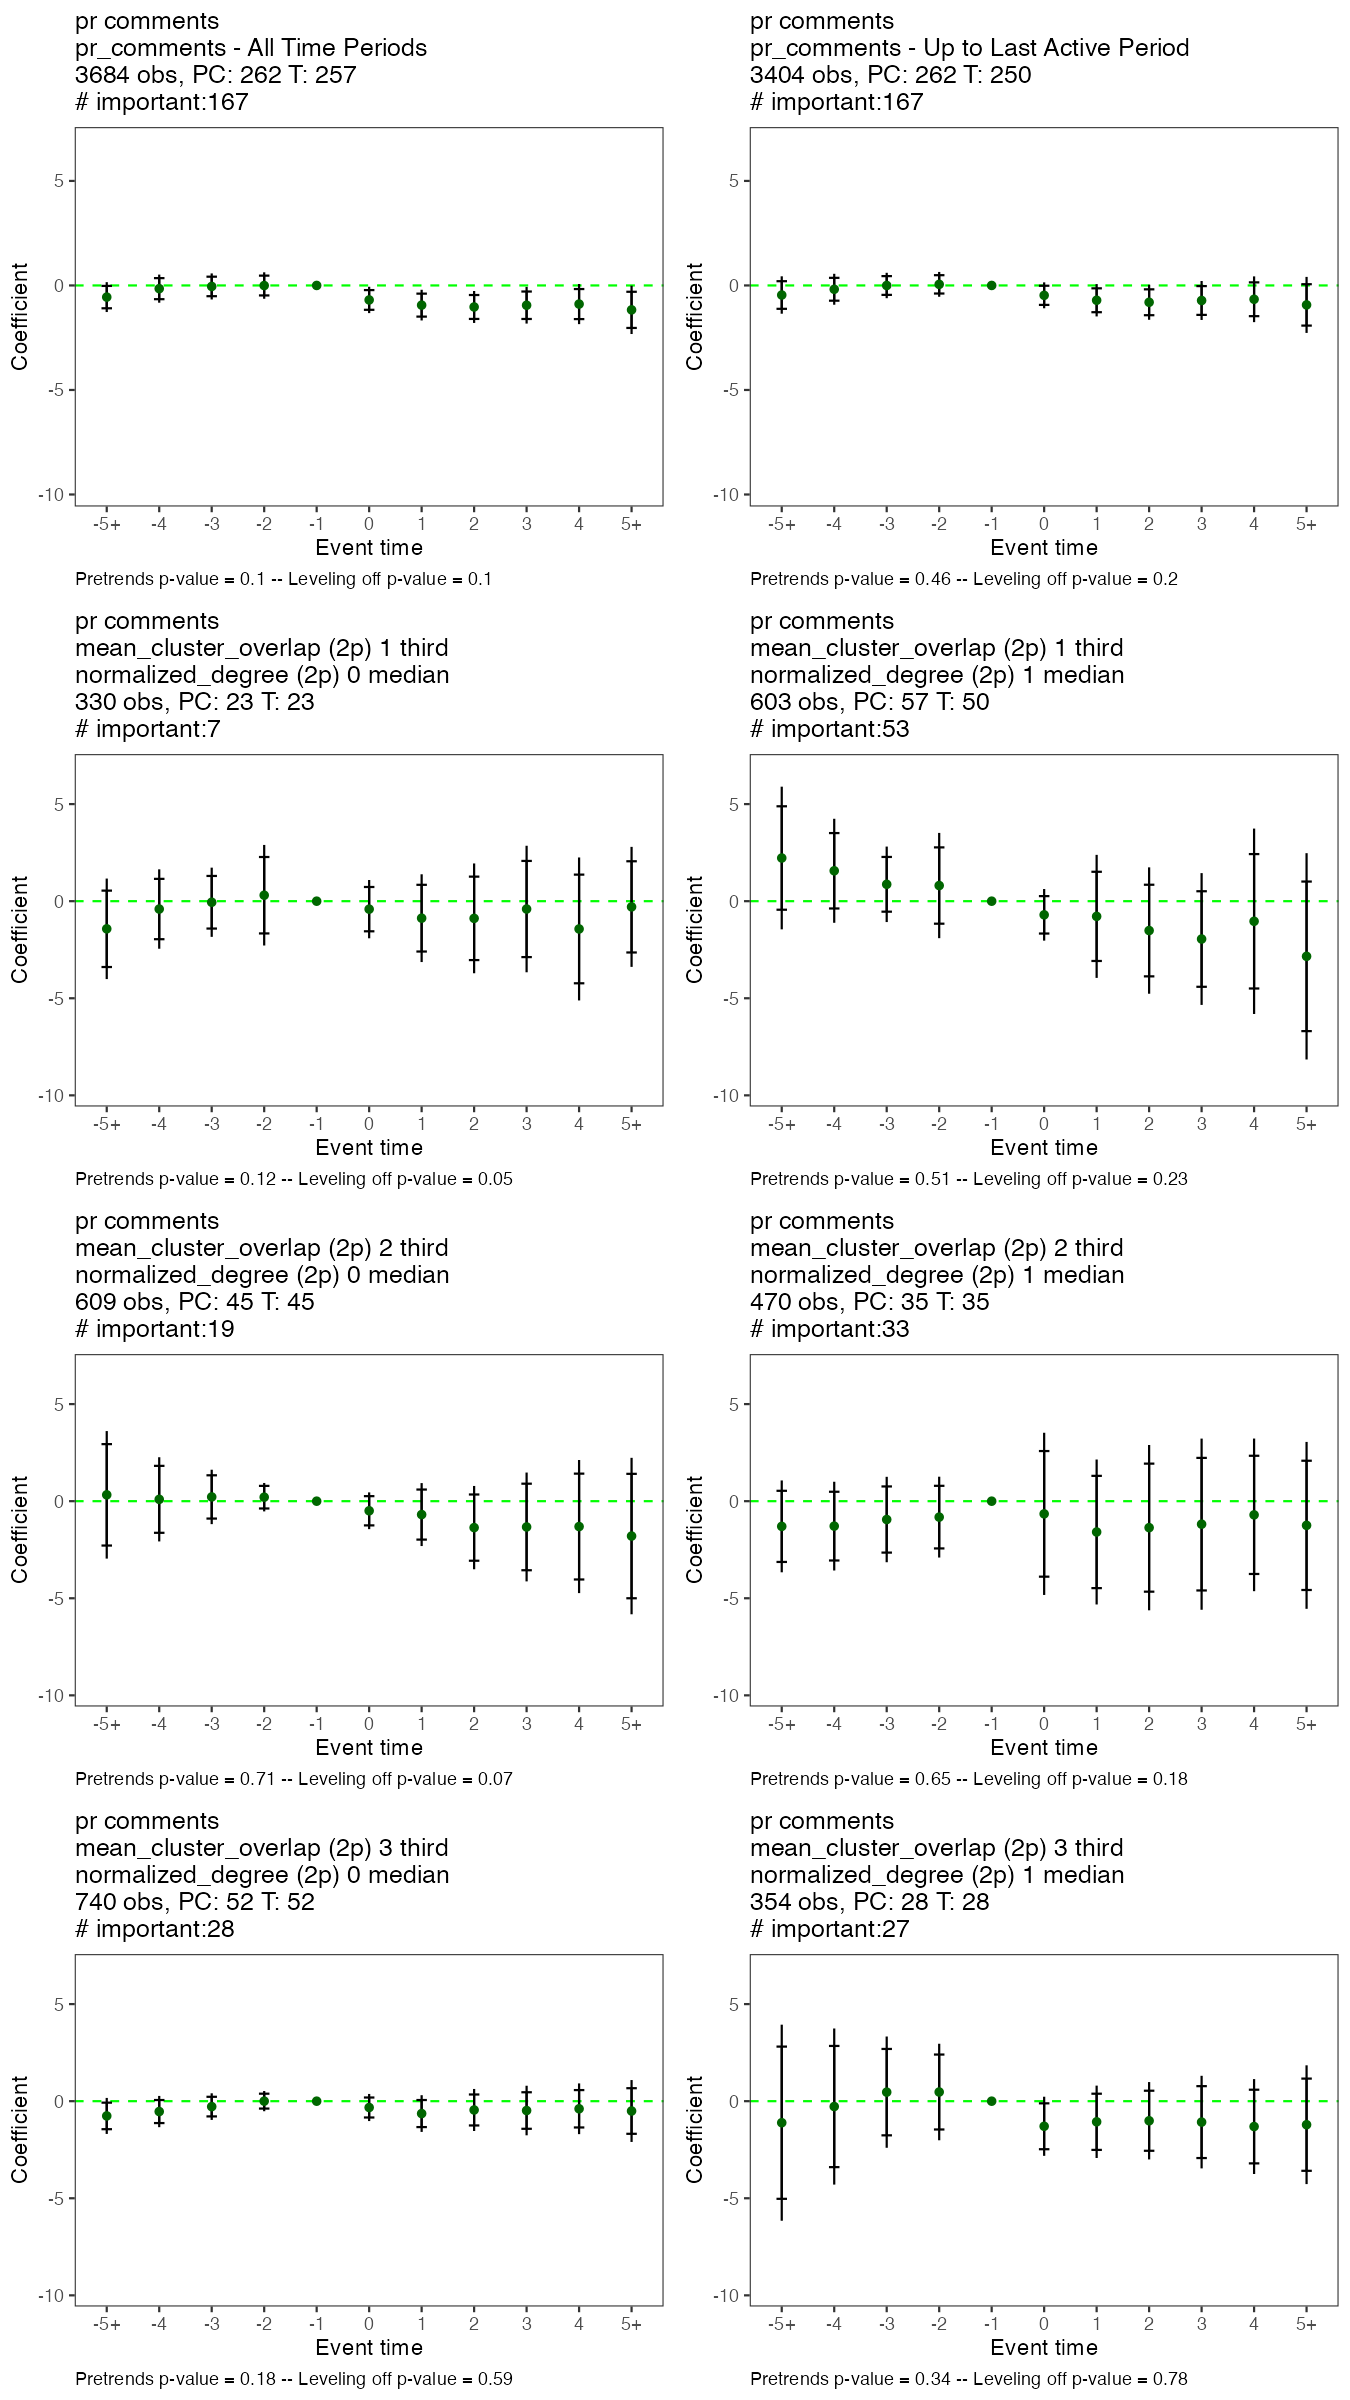 pr comments
pr_comments - All Time Periods
3684 obs, PC: 262 T: 257
# important:167
5
0
-5
-10
Coefficient
-5+ -4 -3 -2 -1 0 1 2 3 4 5+
Event time
Pretrends p-value = 0.1 -- Leveling off p-value = 0.1
pr comments
pr_comments - Up to Last Active Period
3404 obs, PC: 262 T: 250
# important:167
5
0
-5
-10
Coefficient
-5+ -4 -3 -2 -1 0 1 2 3 4 5+
Event time
Pretrends p-value = 0.46 -- Leveling off p-value = 0.2
pr comments
mean_cluster_overlap (2p) 1 third
normalized_degree (2p) 0 median
330 obs, PC: 23 T: 23
# important:7
5
0
-5
-10
Coefficient
-5+ -4 -3 -2 -1 0 1 2 3 4 5+
Event time
Pretrends p-value = 0.12 -- Leveling off p-value = 0.05
pr comments
mean_cluster_overlap (2p) 1 third
normalized_degree (2p) 1 median
603 obs, PC: 57 T: 50
# important:53
5
0
-5
-10
Coefficient
-5+ -4 -3 -2 -1 0 1 2 3 4 5+
Event time
Pretrends p-value = 0.51 -- Leveling off p-value = 0.23
pr comments
mean_cluster_overlap (2p) 2 third
normalized_degree (2p) 0 median
609 obs, PC: 45 T: 45
# important:19
5
0
-5
-10
Coefficient
-5+ -4 -3 -2 -1 0 1 2 3 4 5+
Event time
Pretrends p-value = 0.71 -- Leveling off p-value = 0.07
pr comments
mean_cluster_overlap (2p) 2 third
normalized_degree (2p) 1 median
470 obs, PC: 35 T: 35
# important:33
5
0
-5
-10
Coefficient
-5+ -4 -3 -2 -1 0 1 2 3 4 5+
Event time
Pretrends p-value = 0.65 -- Leveling off p-value = 0.18
pr comments
mean_cluster_overlap (2p) 3 third
normalized_degree (2p) 0 median
740 obs, PC: 52 T: 52
# important:28
5
0
-5
-10
Coefficient
-5+ -4 -3 -2 -1 0 1 2 3 4 5+
Event time
Pretrends p-value = 0.18 -- Leveling off p-value = 0.59
pr comments
mean_cluster_overlap (2p) 3 third
normalized_degree (2p) 1 median
354 obs, PC: 28 T: 28
# important:27
5
0
-5
-10
Coefficient
-5+ -4 -3 -2 -1 0 1 2 3 4 5+
Event time
Pretrends p-value = 0.34 -- Leveling off p-value = 0.78